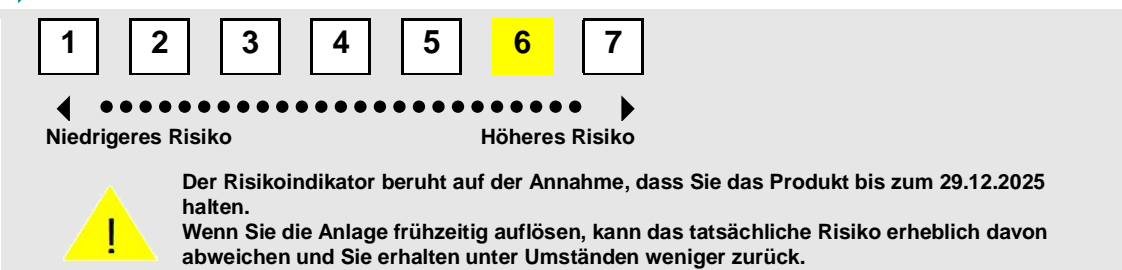 1 2 3 4 5 6 7
Niedrigeres Risiko Höheres Risiko
Der Risikoindikator beruht auf der Annahme, dass Sie das Produkt bis zum 29.12.2025
halten.
Wenn Sie die Anlage frühzeitig auflösen, kann das tatsächliche Risiko erheblich davon
abweichen und Sie erhalten unter Umständen weniger zurück.
!